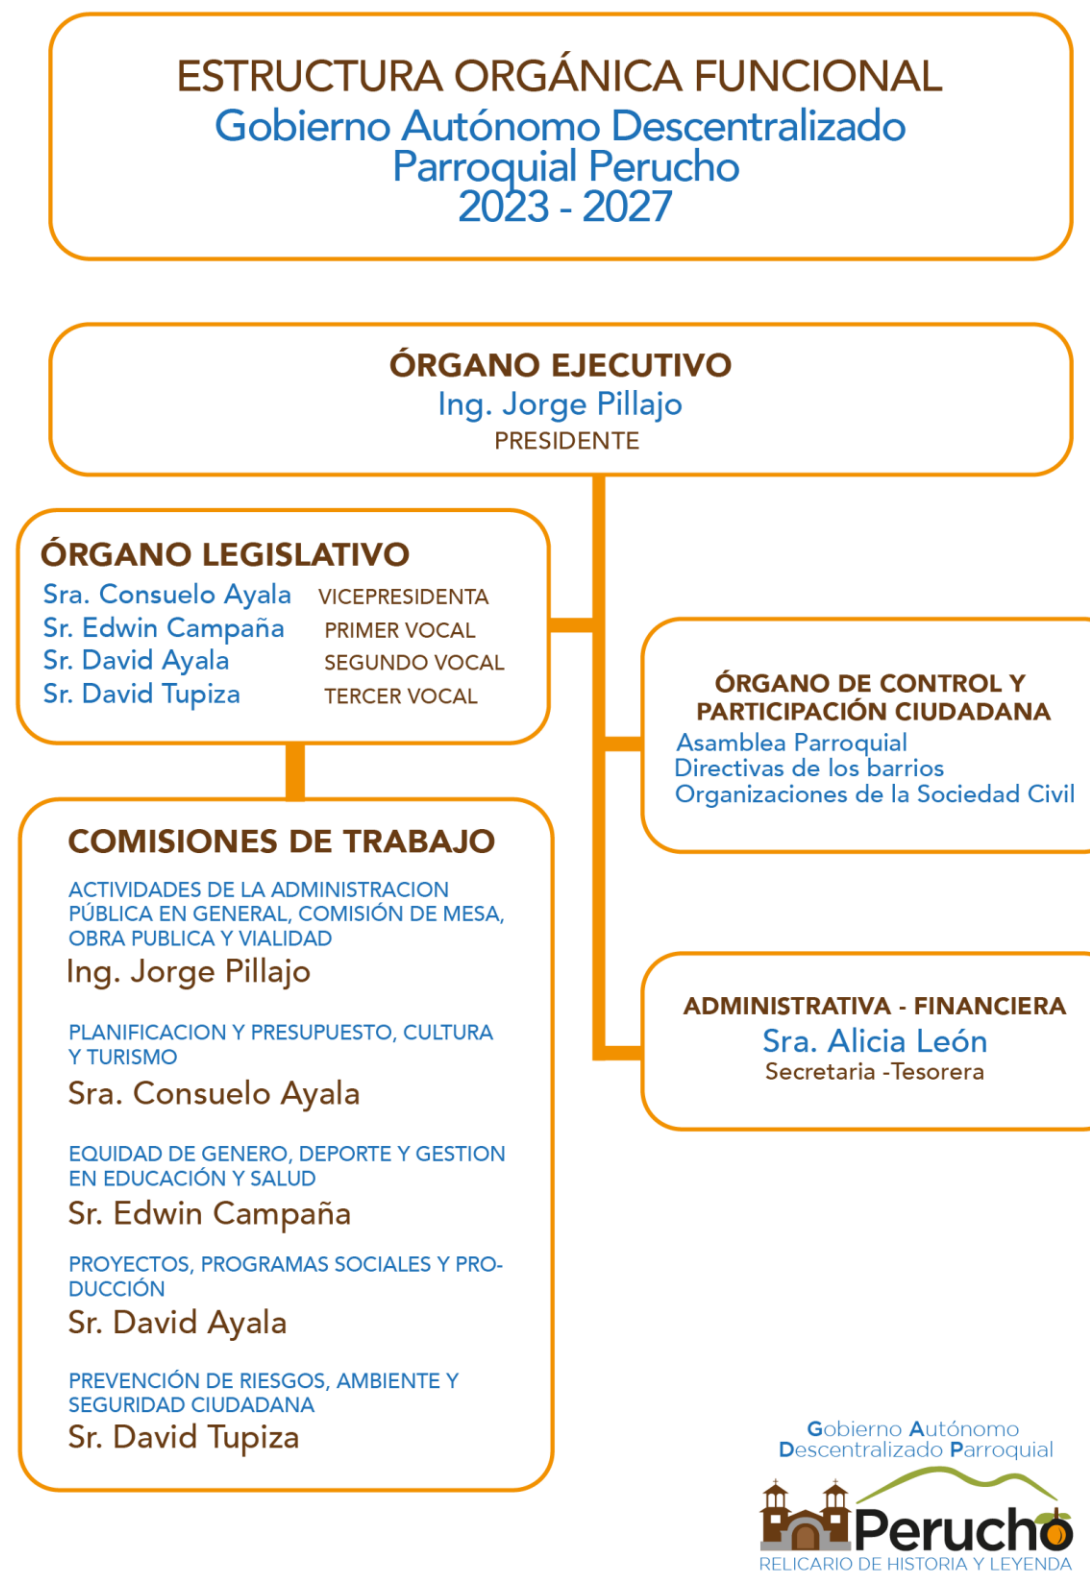 ESTRUCTURA ORGÁNICA FUNCIONAL
Gobierno Autónomo Descentralizado
Parroquial Perucho
2023 - 2027
ÓRGANO EJECUTIVO
Ing. Jorge Pillajo
PRESIDENTE
ÓRGANO LEGISLATIVO
Sra. Consuelo Ayala VICEPRESIDENTA
Sr. Edwin Campaña PRIMER VOCAL
Sr. David Ayala SEGUNDO VOCAL
Sr. David Tupiza TERCER VOCAL
ÓRGANO DE CONTROL Y
PARTICIPACIÓN CIUDADANA
Asamblea Parroquial
Directivas de los barrios
Organizaciones de la Sociedad Civil
COMISIONES DE TRABAJO
ACTIVIDADES DE LA ADMINISTRACION
PÚBLICA EN GENERAL, COMISIÓN DE MESA,
OBRA PUBLICA Y VIALIDAD
Ing. Jorge Pillajo
PLANIFICACION Y PRESUPUESTO, CULTURA
Y TURISMO
Sra. Consuelo Ayala
EQUIDAD DE GENERO, DEPORTE Y GESTION
EN EDUCACIÓN Y SALUD
Sr. Edwin Campaña
PROYECTOS, PROGRAMAS SOCIALES Y PRO-
DUCCIÓN
Sr. David Ayala
PREVENCIÓN DE RIESGOS, AMBIENTE Y
SEGURIDAD CIUDADANA
Sr. David Tupiza
ADMINISTRATIVA - FINANCIERA
Sra. Alicia León
Secretaria -Tesorera
Gobierno Autónomo
Descentralizado Parroquial
Perucho
RELICARIO DE HISTORIA Y LEYENDA